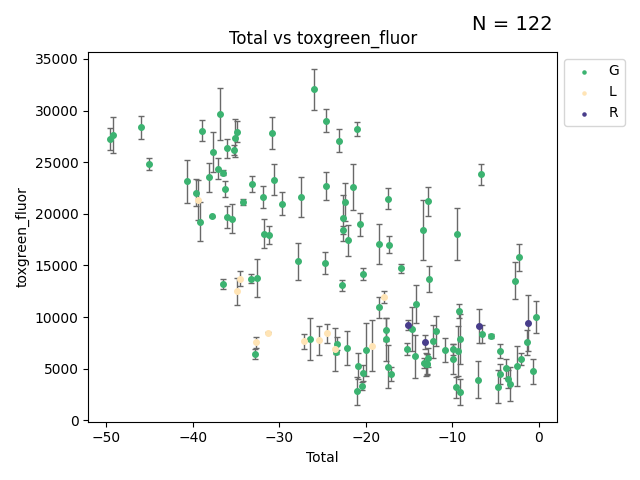 N = 122
Total vs toxgreen_fluor
G
L
R
toxgreen_fluor
35000
30000
25000
20000
15000
10000
5000
0
−50 −40 −30 −20 −10 0
Total